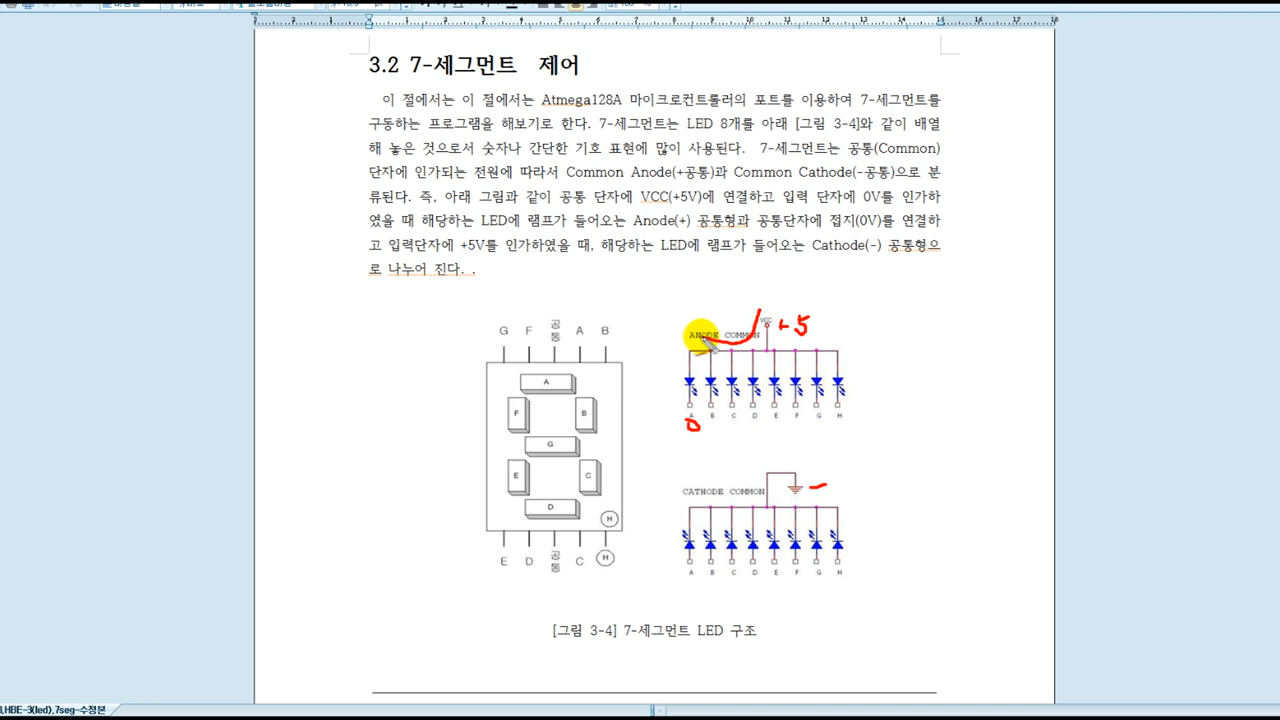 3.2 7-세그먼트 제어
이 절에서는 이 절에서는 Atmega128A 마이크로컨트롤러의 포트를 이용하여 7-세그먼트를
구동하는 프로그램을 해보기로 한다. 7-세그먼트는 LED 8개를 아래 [그림 3-4]와 같이 배열
해 놓은 것으로서 숫자나 간단한 기호 표현에 많이 사용된다. 7-세그먼트는 공통(Common)
단자에 인가되는 전원에 따라서 Common Anode(+공통)과 Common Cathode(-공통)으로 분
류된다. 즉, 아래 그림과 같이 공통 단자에 VCC(+5V)에 연결하고 입력 단자에 0V를 인가하
였을 때 해당하는 LED에 램프가 들어오는 Anode(+) 공통형과 공통단자에 접지(0V)를 연결하
고 입력단자에 +5V를 인가하였을 때, 해당하는 LED에 램프가 들어오는 Cathode(-) 공통형으
로 나누어 진다. .
G F 공통 A B
A
F B
G
E C
D
H
E D 공통 C H
VCC +5
ANODE COMMON
A B C D E F G H
0
CATHODE COMMON -
A B C D E F G H
[그림 3-4] 7-세그먼트 LED 구조
HBE-3(led),7seg-수정본